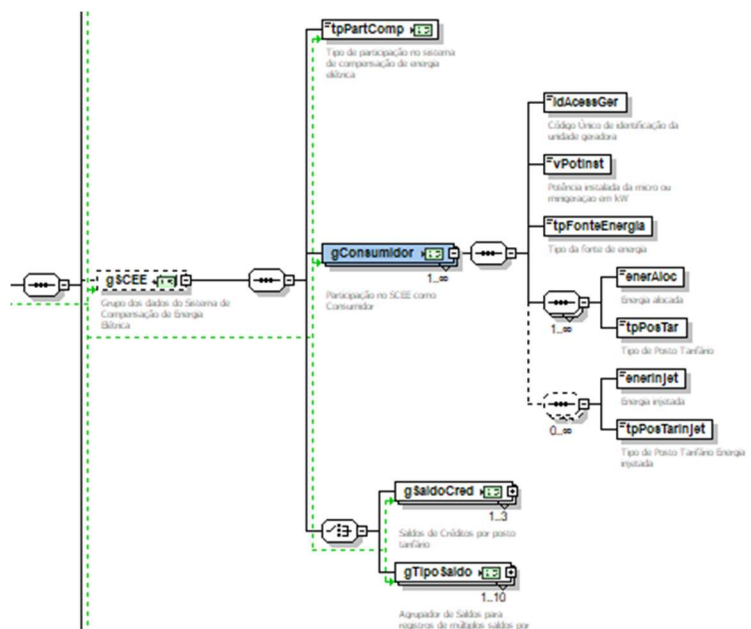 tpPartComp
Tipo de participação no sistema
de compensação de energia
elétrica
idAcessGer
Código Único de identificação da
unidade geradora
vPotInst
Potência instalada da micro ou
minigeração em kW
tpFonteEnergia
Tipo da fonte de energia
gConsumidor
1..∞
Participação no SCEE como
Consumidor
gSCEE
Grupo dos dados do Sistema de
Compensação de Energia
Elétrica
enerAloc
Energia alocada
1..∞
tpPosTar
Tipo de Posto Tarifário
enerInjet
Energia injetada
0..∞
tpPosTarInjet
Tipo de Posto Tarifário Energia
injetada
gSaldoCred
1..3
Saldos de Créditos por posto
tarifário
gTipoSaldo
1..10
Agrupador de Saldos para
registros de múltiplos saldos por